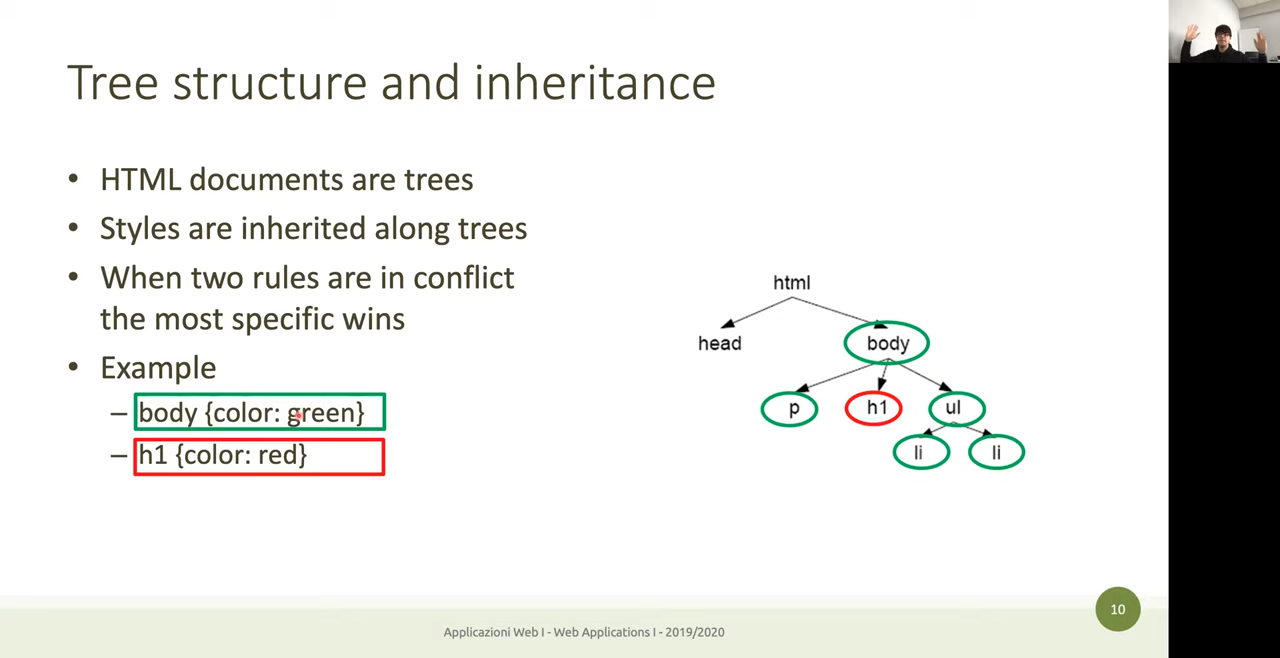 Tree structure and inheritance
• HTML documents are trees
• Styles are inherited along trees
• When two rules are in conflict
the most specific wins
• Example
– body {color: green}
– h1 {color: red}
html
head
body
p
h1
ul
li
li
10
Applicazioni Web I - Web Applications I - 2019/2020